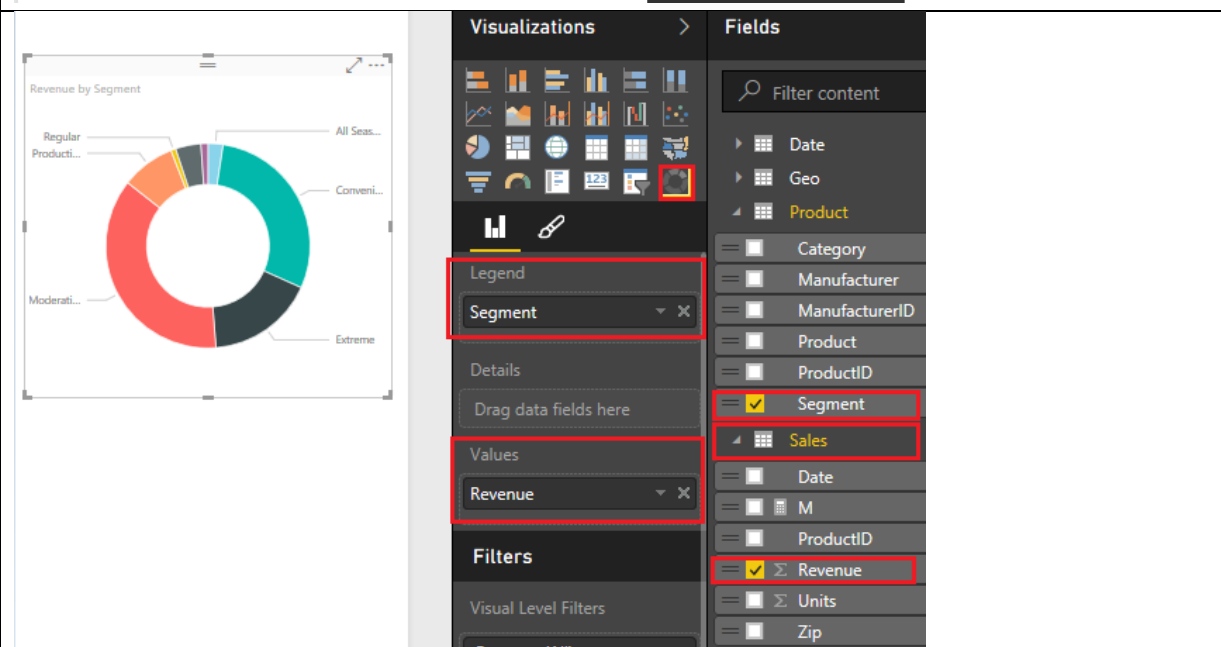 Visualizations
Fields
Revenue by Segment
Filter content
Regular
All Seas...
Producti...
Conveni...
Moderati...
Extreme
123
Legend
Segment
Details
Drag data fields here
Values
Revenue
Filters
Visual Level Filters
Date
Geo
Product
Category
Manufacturer
ManufacturerID
Product
ProductID
Segment
Sales
Date
M
ProductID
Σ Revenue
Σ Units
Zip